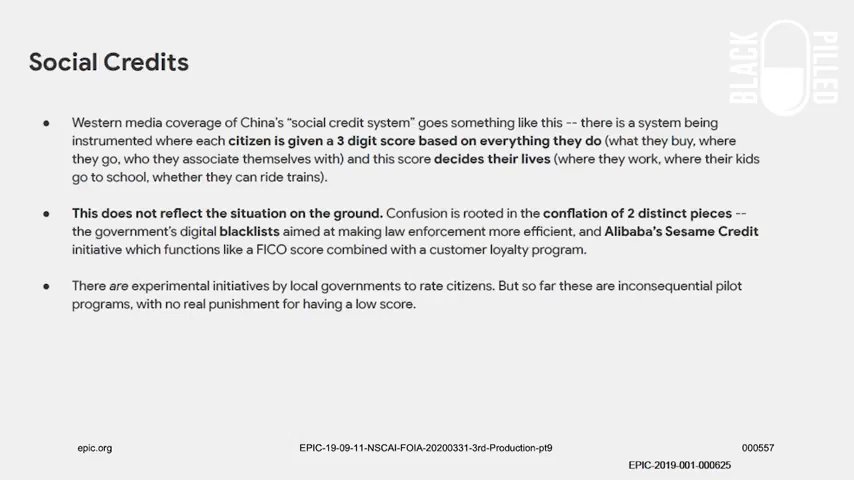 BLACK
PILLED
Social Credits
● Western media coverage of China's "social credit system" goes something like this -- there is a system being
instrumented where each citizen is given a 3 digit score based on everything they do (what they buy, where
they go, who they associate themselves with) and this score decides their lives (where they work, where their kids
go to school, whether they can ride trains).
● This does not reflect the situation on the ground. Confusion is rooted in the conflation of 2 distinct pieces --
the government's digital blacklists aimed at making law enforcement more efficient, and Alibaba's Sesame Credit
initiative which functions like a FICO score combined with a customer loyalty program.
● There are experimental initiatives by local governments to rate citizens. But so far these are inconsequential pilot
programs, with no real punishment for having a low score.
epic.org EPIC-19-09-11-NSCAI-FOIA-20200331-3rd-Production-pt9 000557
EPIC-2019-001-000625